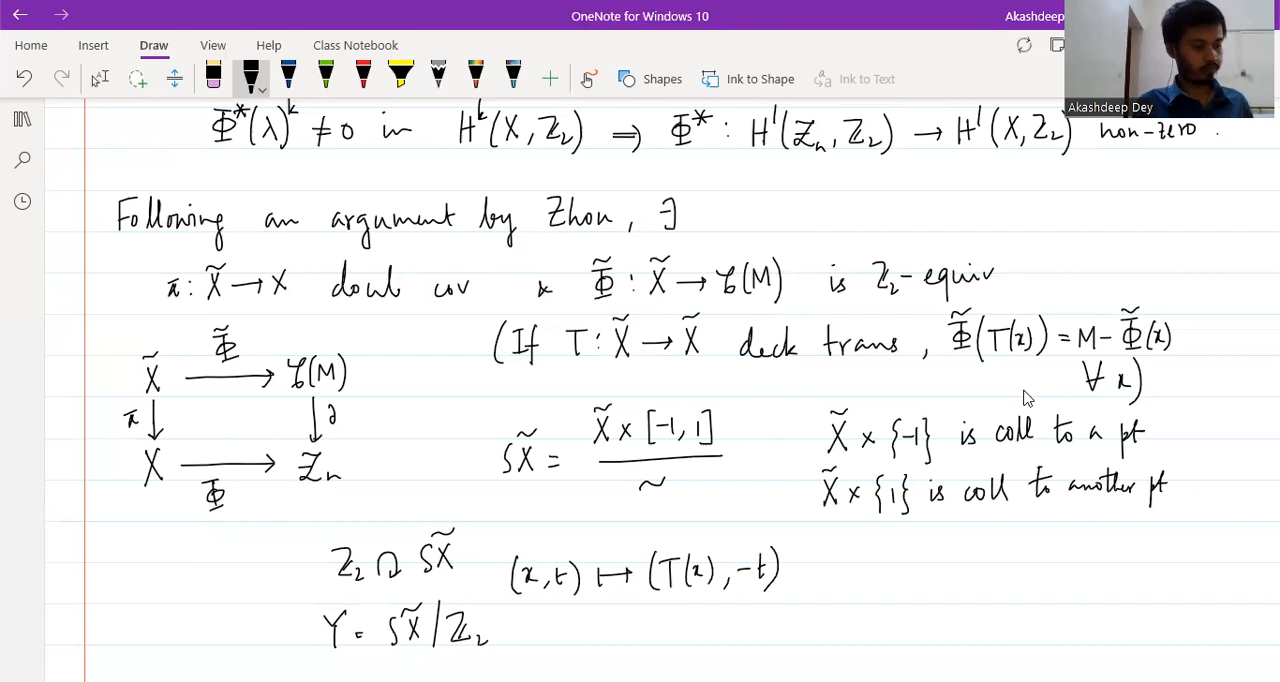 OneNote for Windows 10
Akashdeep
Home Insert Draw View Help Class Notebook
Shapes Ink to Shape Ink to Text
Akashdeep Dey
Φ*(λ)^k ≠ 0 in H^k(X, ℤ₂) ⟹ Φ* : H¹(𝒵ₙ, ℤ₂) → H¹(X, ℤ₂) non-zero .
Following an argument by Zhou , ∃
π : X̃ → X doub cov & Φ̃ : X̃ → 𝒞(M) is ℤ₂-equiv
(If T : X̃ → X̃ deck trans , Φ̃(T(x)) = M - Φ̃(x)
∀ x)
X̃ Φ̃ → 𝒞(M)
π ↓ ↓ ∂
X → 𝒵ₙ
Φ
SX̃ = X̃ × [-1, 1] / ~
X̃ × {-1} is coll to a pt
X̃ × {1} is coll to another pt
ℤ₂ ↷ SX̃ (x, t) ↦ (T(x), -t)
Y = SX̃ / ℤ₂